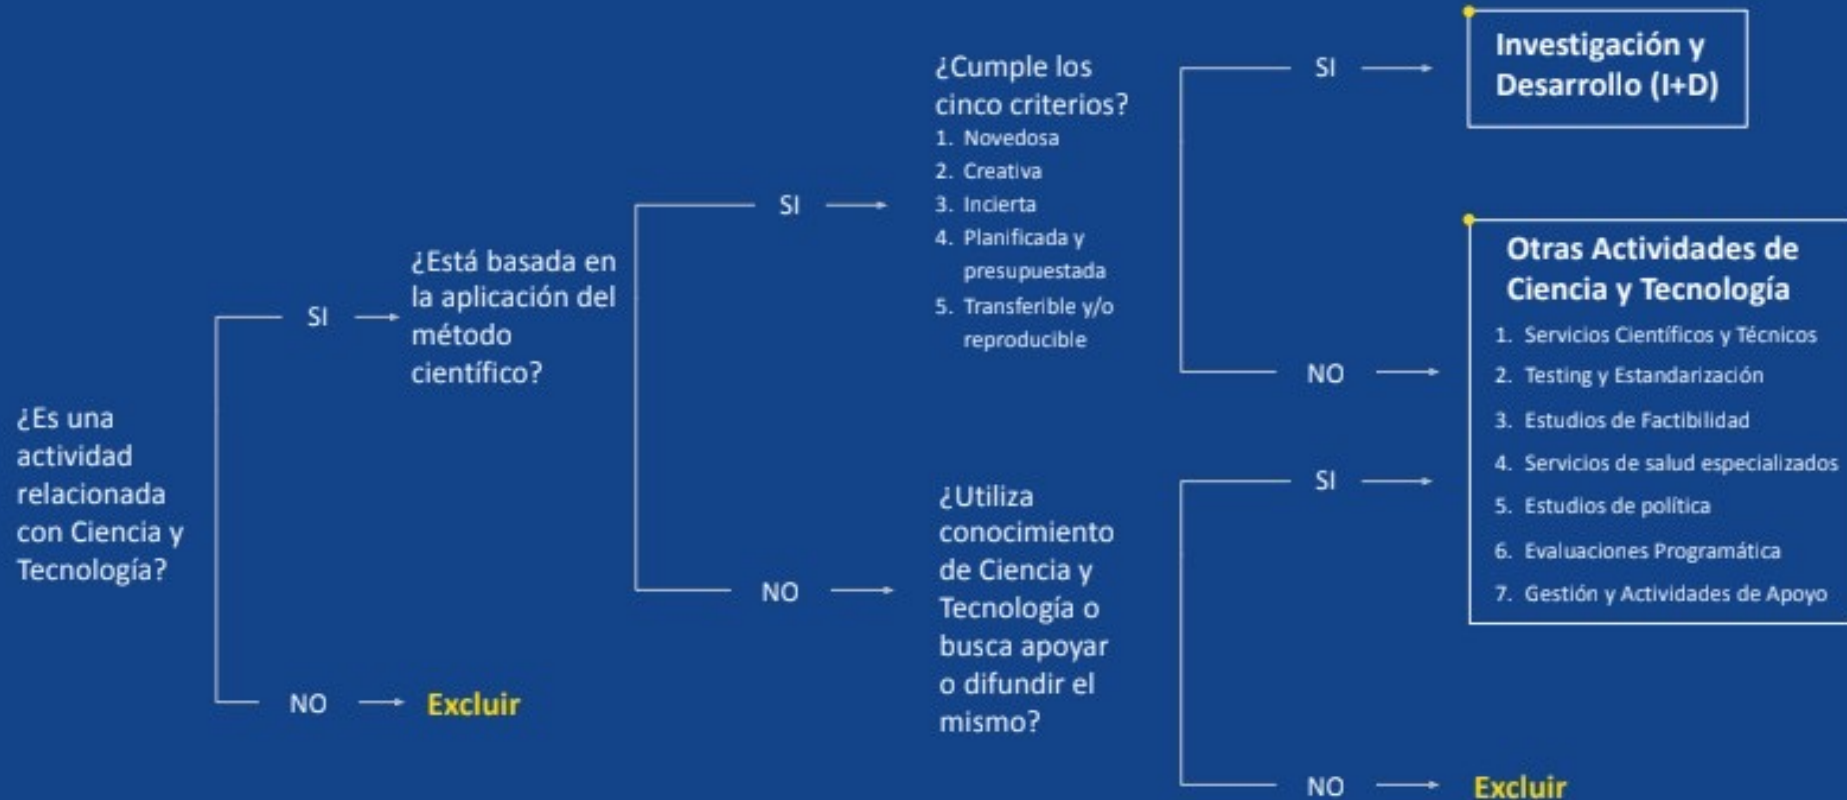 ¿Es una
actividad
relacionada
con Ciencia y
Tecnología?
SI
NO
Excluir
¿Está basada en
la aplicación del
método
científico?
SI
NO
¿Cumple los
cinco criterios?
1. Novedosa
2. Creativa
3. Incierta
4. Planificada y
presupuestada
5. Transferible y/o
reproducible
SI
NO
¿Utiliza
conocimiento
de Ciencia y
Tecnología o
busca apoyar
o difundir el
mismo?
SI
NO
Excluir
Investigación y
Desarrollo (I+D)
Otras Actividades de
Ciencia y Tecnología
1. Servicios Científicos y Técnicos
2. Testing y Estandarización
3. Estudios de Factibilidad
4. Servicios de salud especializados
5. Estudios de política
6. Evaluaciones Programática
7. Gestión y Actividades de Apoyo